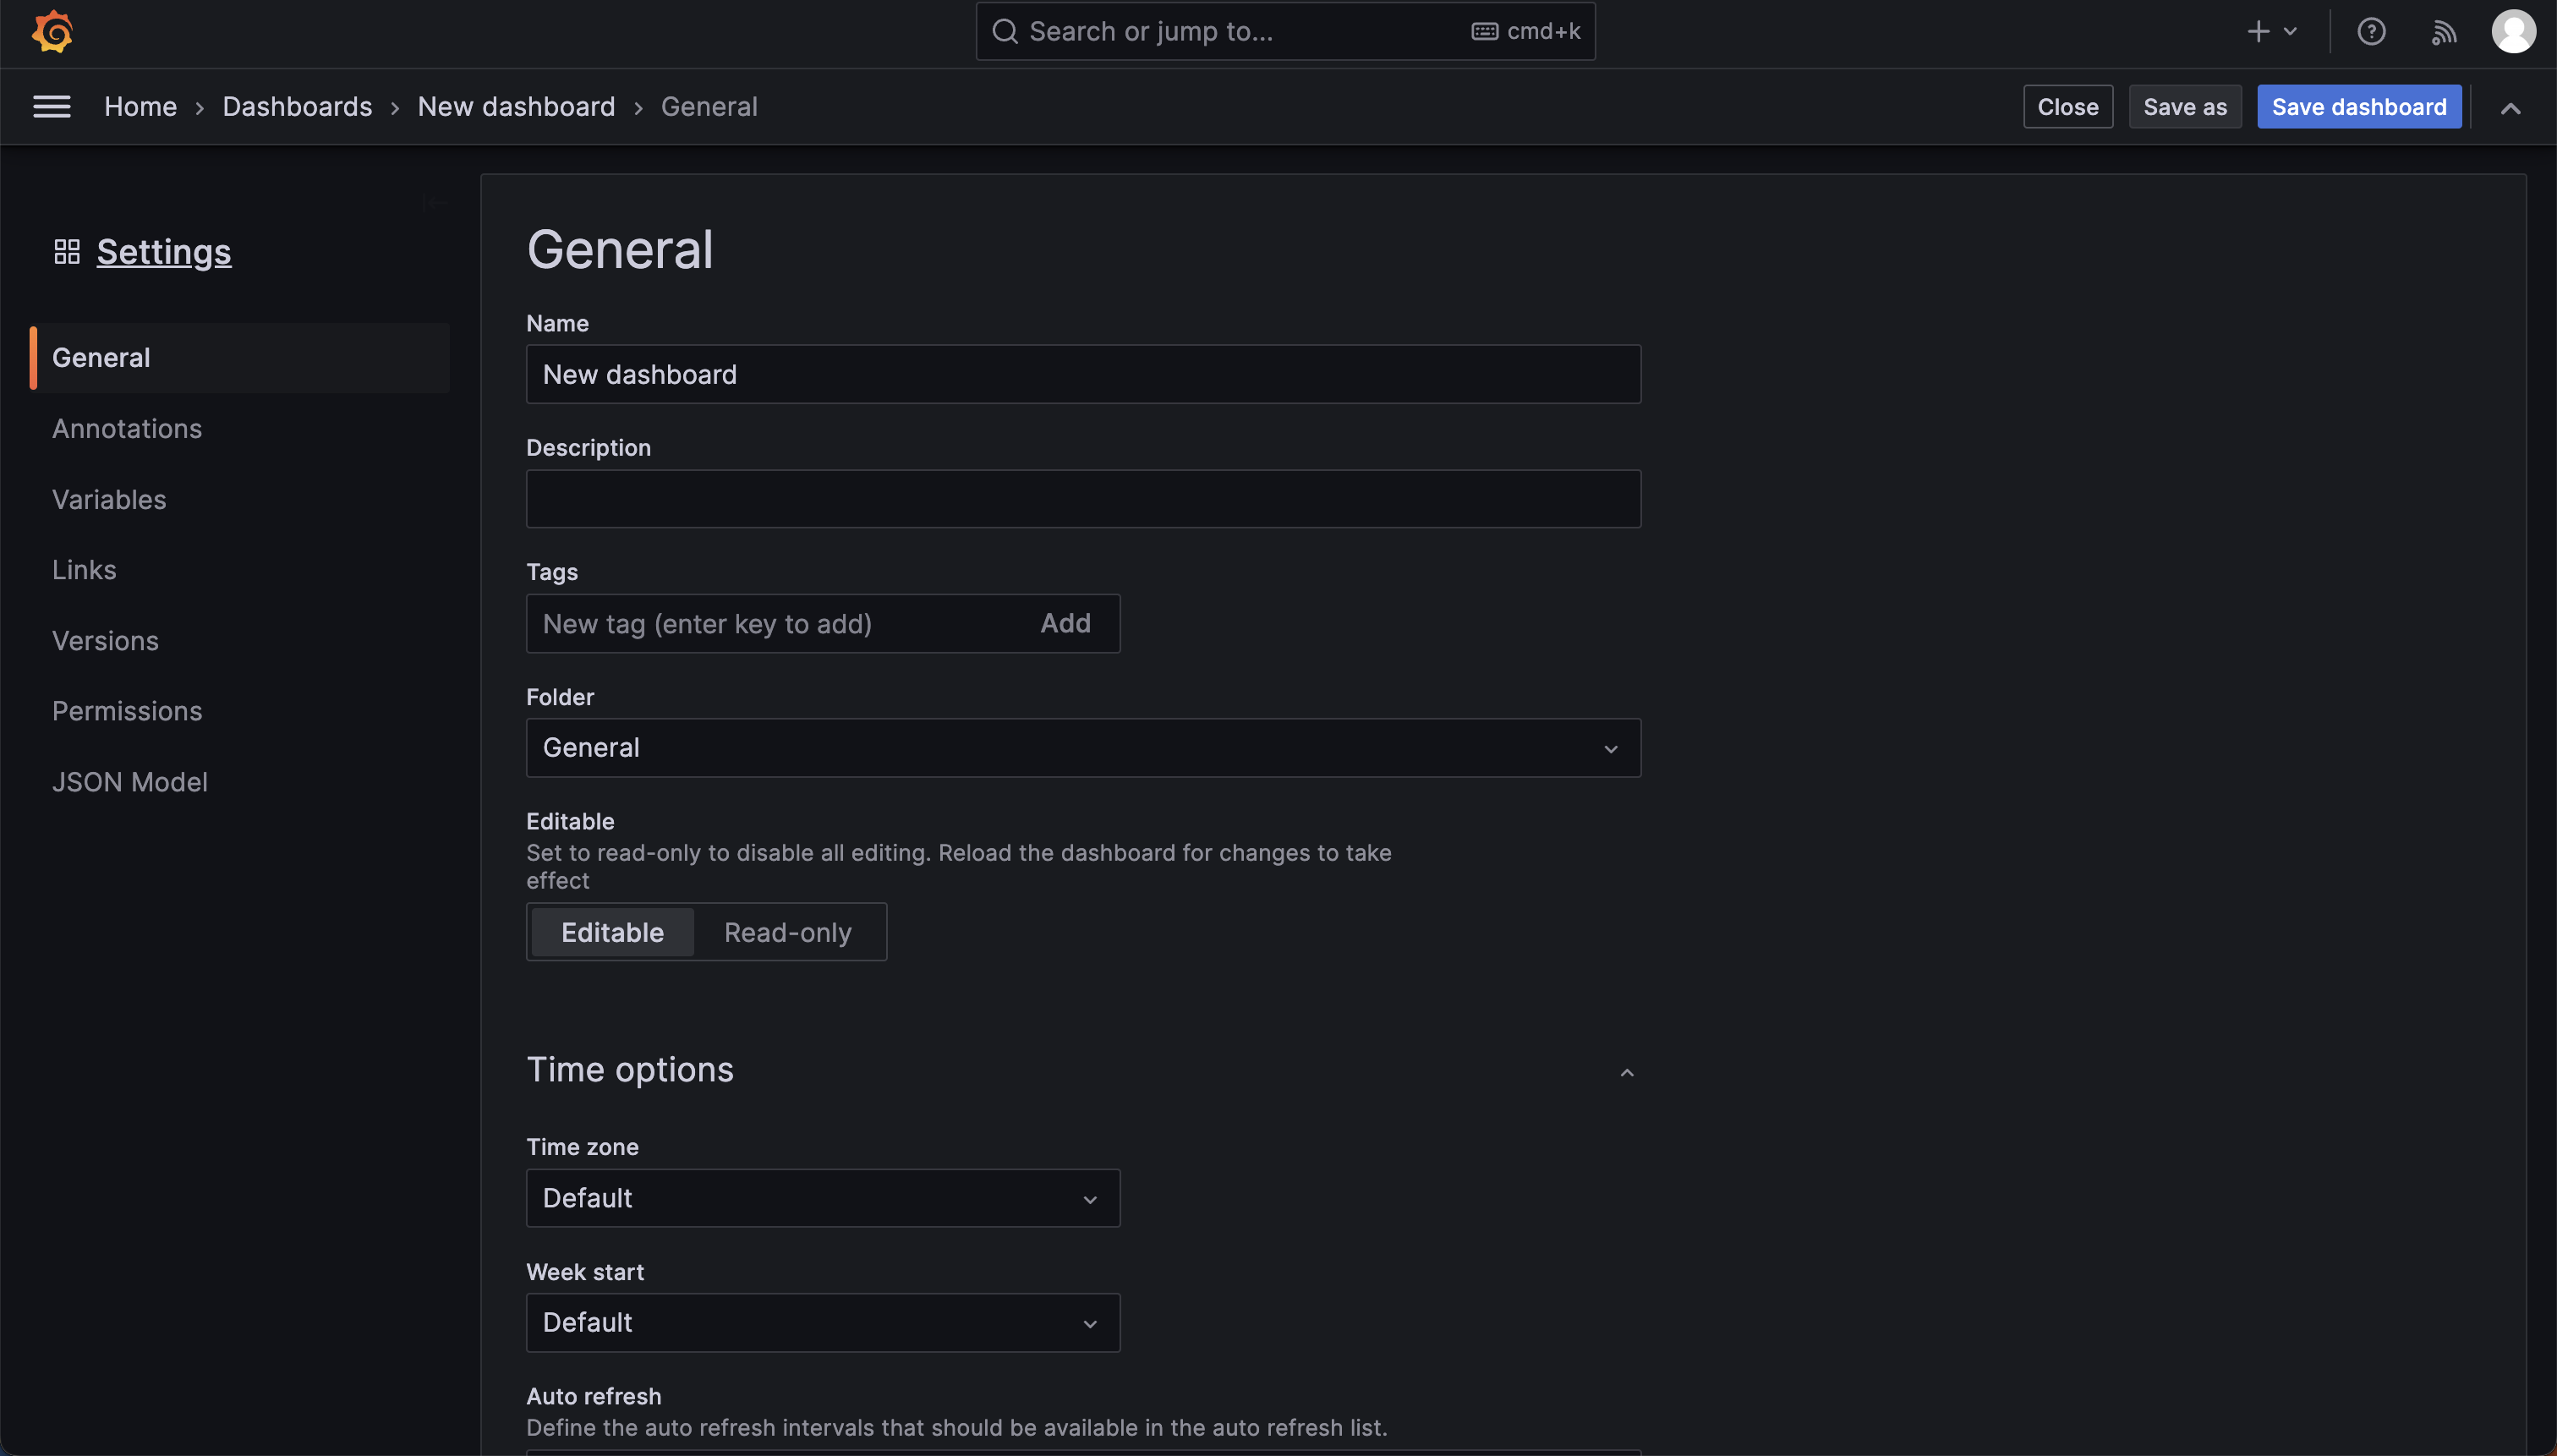 Search or jump to... cmd+k
Home › Dashboards › New dashboard › General
Close Save as Save dashboard
Settings
General
Annotations
Variables
Links
Versions
Permissions
JSON Model
General
Name
New dashboard
Description
Tags
New tag (enter key to add) Add
Folder
General
Editable
Set to read-only to disable all editing. Reload the dashboard for changes to take
effect
Editable Read-only
Time options
Time zone
Default
Week start
Default
Auto refresh
Define the auto refresh intervals that should be available in the auto refresh list.